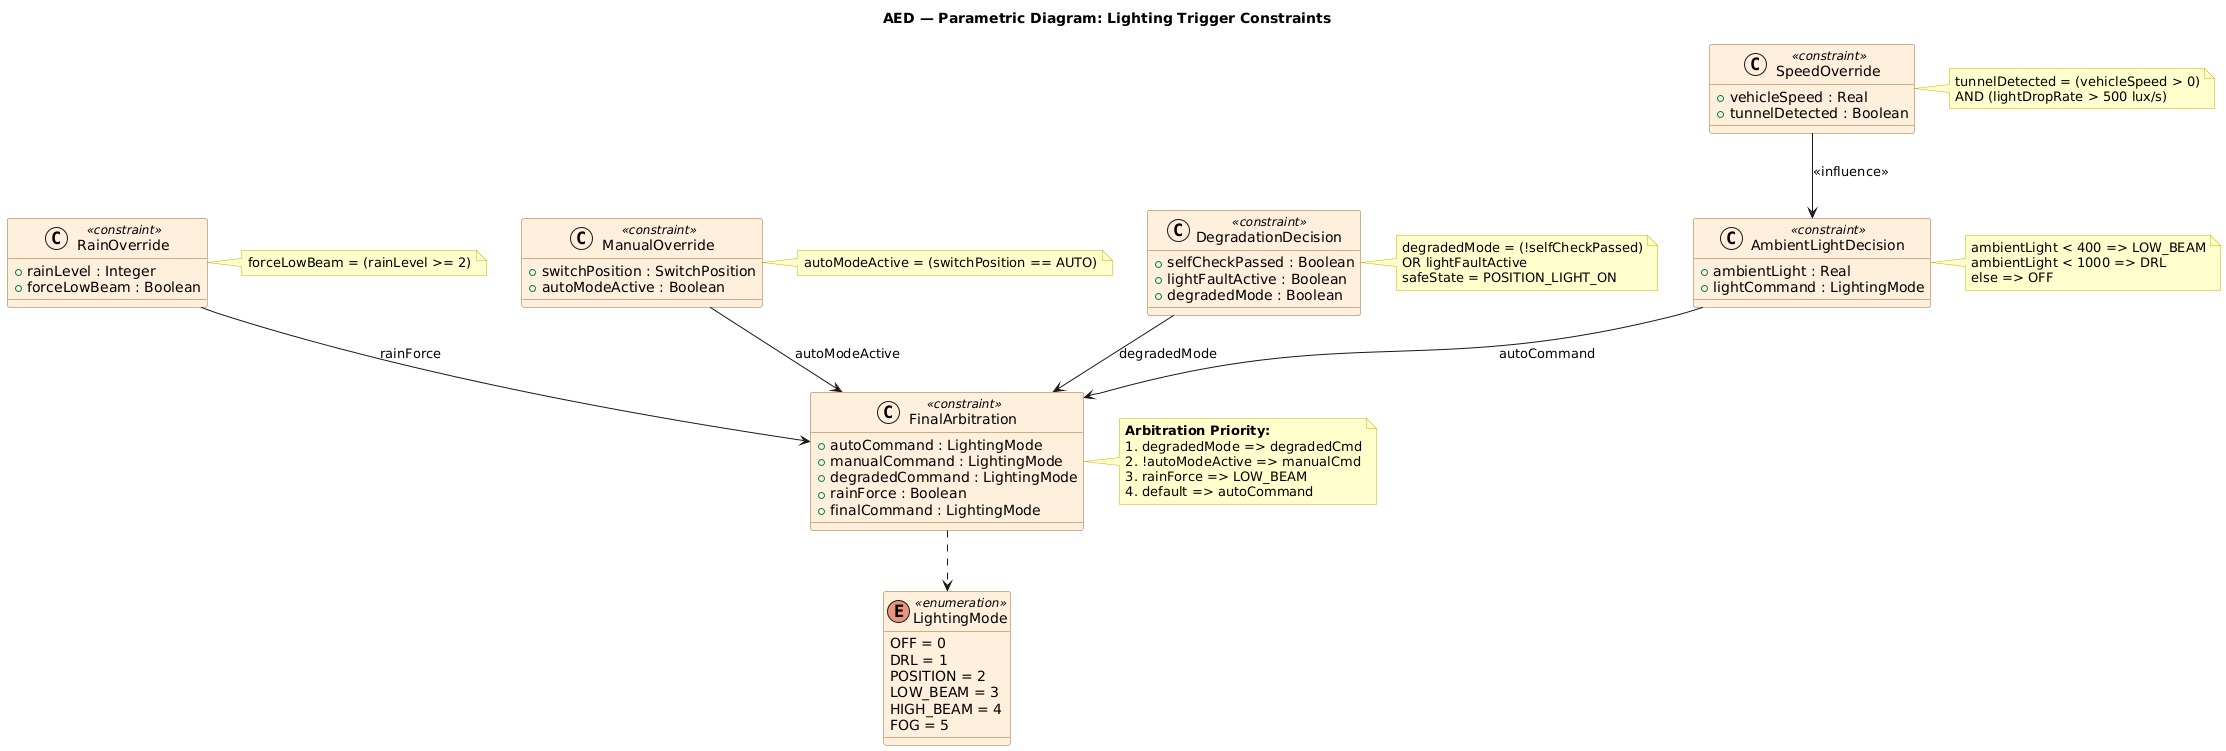 AED — Parametric Diagram: Lighting Trigger Constraints
C
«constraint»
SpeedOverride
vehicleSpeed : Real
tunnelDetected : Boolean
tunnelDetected = (vehicleSpeed > 0)
AND (lightDropRate > 500 lux/s)
«influence»
C
«constraint»
RainOverride
rainLevel : Integer
forceLowBeam : Boolean
forceLowBeam = (rainLevel >= 2)
C
«constraint»
ManualOverride
switchPosition : SwitchPosition
autoModeActive : Boolean
autoModeActive = (switchPosition == AUTO)
C
«constraint»
DegradationDecision
selfCheckPassed : Boolean
lightFaultActive : Boolean
degradedMode : Boolean
degradedMode = (!selfCheckPassed)
OR lightFaultActive
safeState = POSITION_LIGHT_ON
C
«constraint»
AmbientLightDecision
ambientLight : Real
lightCommand : LightingMode
ambientLight < 400 => LOW_BEAM
ambientLight < 1000 => DRL
else => OFF
rainForce
autoModeActive
degradedMode
autoCommand
C
«constraint»
FinalArbitration
autoCommand : LightingMode
manualCommand : LightingMode
degradedCommand : LightingMode
rainForce : Boolean
finalCommand : LightingMode
Arbitration Priority:
1. degradedMode => degradedCmd
2. !autoModeActive => manualCmd
3. rainForce => LOW_BEAM
4. default => autoCommand
E
«enumeration»
LightingMode
OFF = 0
DRL = 1
POSITION = 2
LOW_BEAM = 3
HIGH_BEAM = 4
FOG = 5